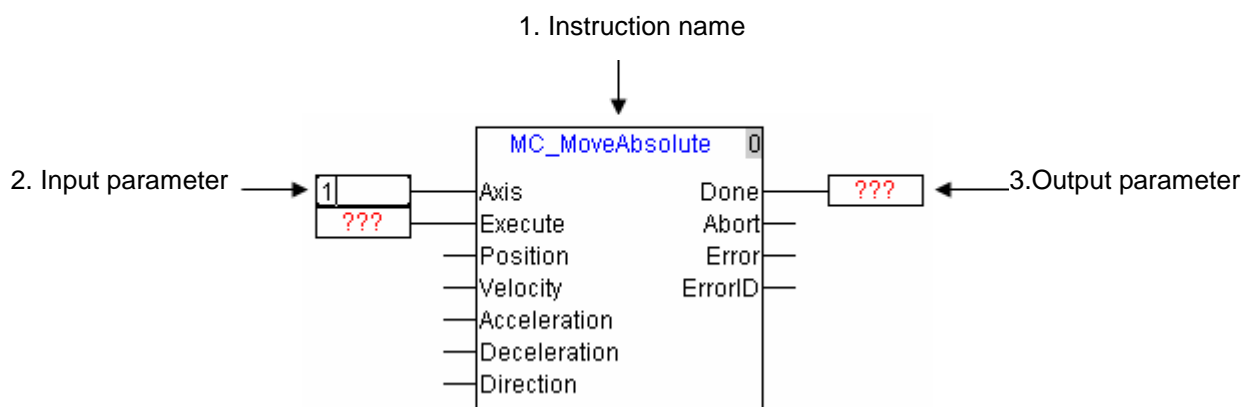 1. Instruction name
MC_MoveAbsolute 0
2. Input parameter
1 Axis Done ??? 3.Output parameter
??? Execute Abort
Position Error
Velocity ErrorID
Acceleration
Deceleration
Direction